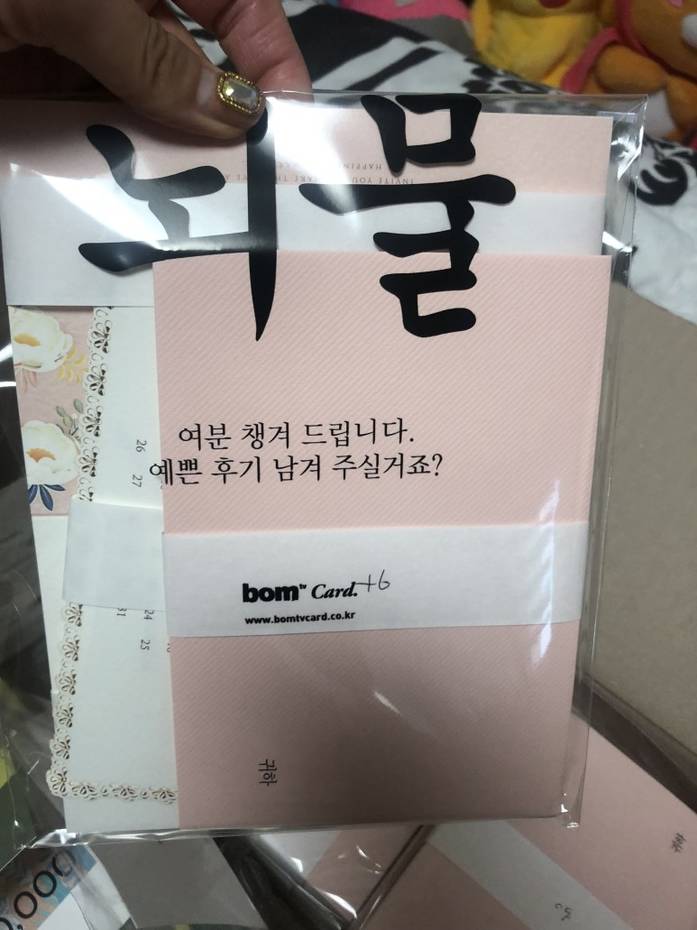 뇌물
여분 챙겨 드립니다.
예쁜 후기 남겨 주실거죠?
26
27
bom Card. +6
www.bomtvcard.co.kr
31
24
25
귀하